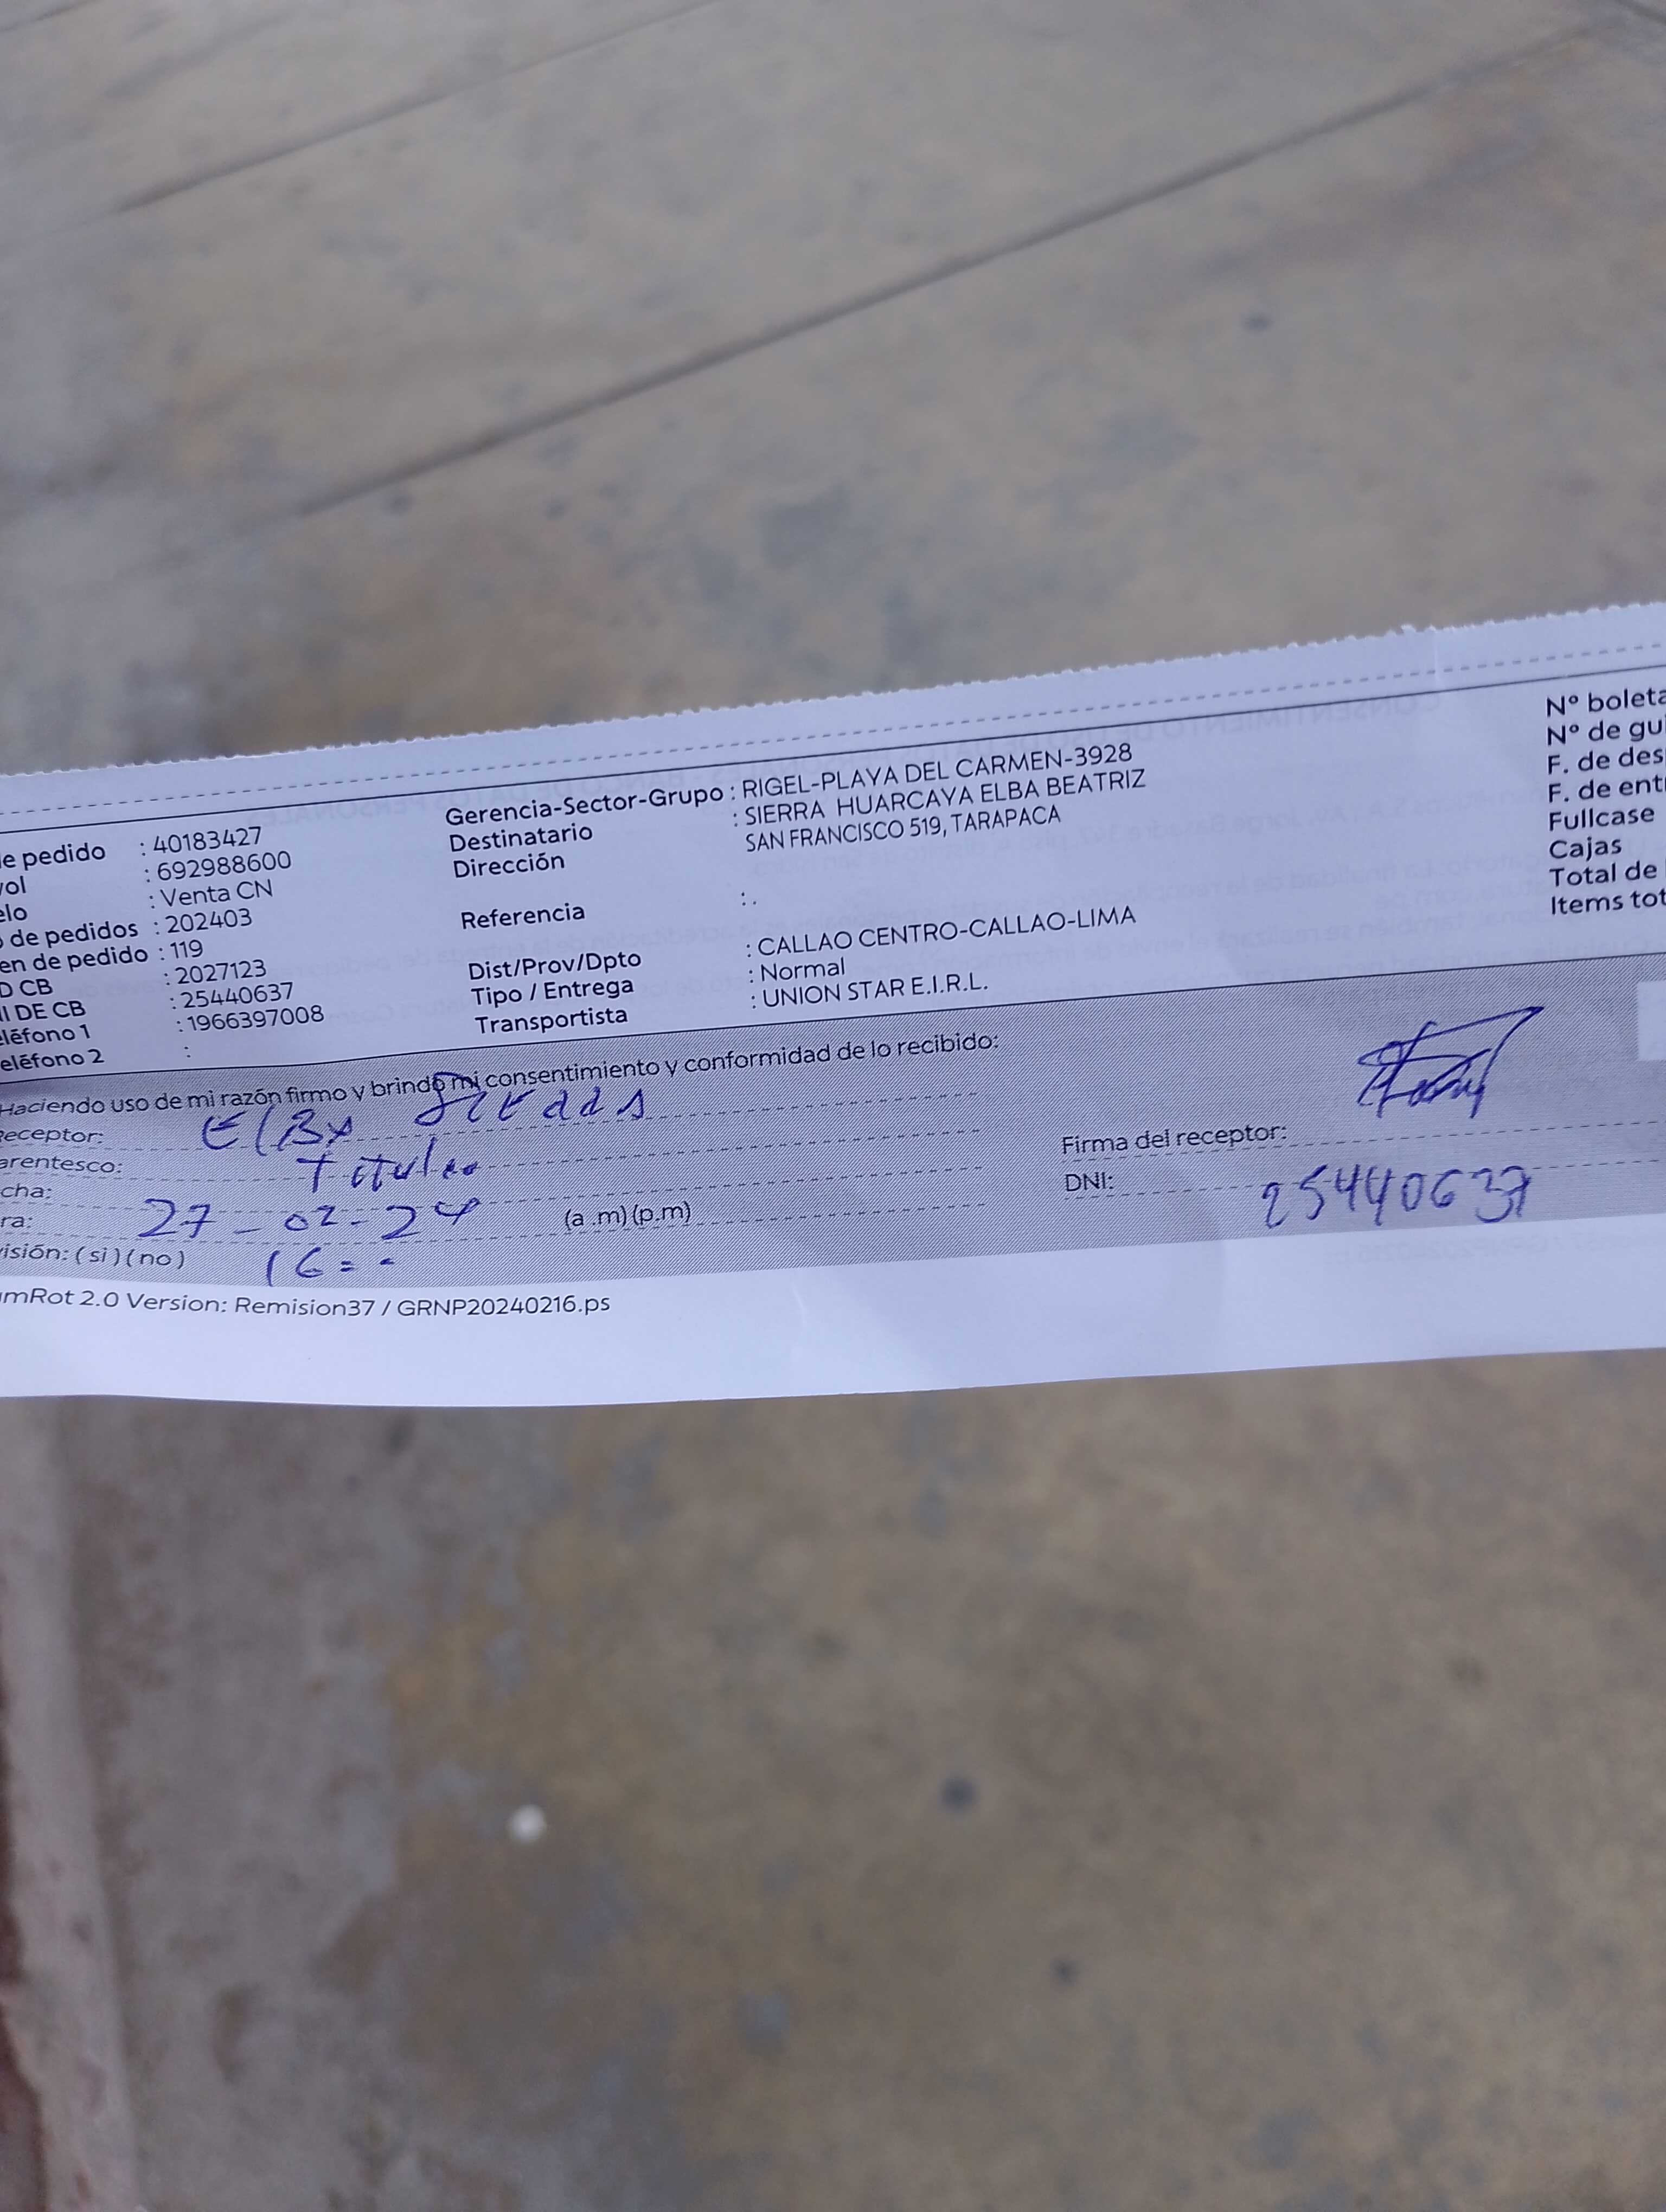 Gerencia-Sector-Grupo : RIGEL-PLAYA DEL CARMEN-3928
Destinatario : SIERRA HUARCAYA ELBA BEATRIZ
Dirección SAN FRANCISCO 519, TARAPACA
Referencia : .
Dist/Prov/Dpto : CALLAO CENTRO-CALLAO-LIMA
Tipo / Entrega : Normal
Transportista : UNION STAR E.I.R.L.
e pedido : 40183427
vol : 692988600
elo : Venta CN
o de pedidos : 202403
en de pedido : 119
D CB : 2027123
II DE CB : 25440637
eléfono 1 : 1966397008
eléfono 2 :
Nº boleta
Nº de gu
F. de des
F. de ent
Fullcase
Cajas
Total de
Items tot
Haciendo uso de mi razón firmo y brindo mi consentimiento y conformidad de lo recibido:
eceptor: Elba
arentesco: Titular
cha: 27-02-24
ra: 16= (a .m)(p.m)
isión: ( si ) ( no )
Firma del receptor:
DNI: 25440637
mRot 2.0 Version: Remision37 / GRNP20240216.ps